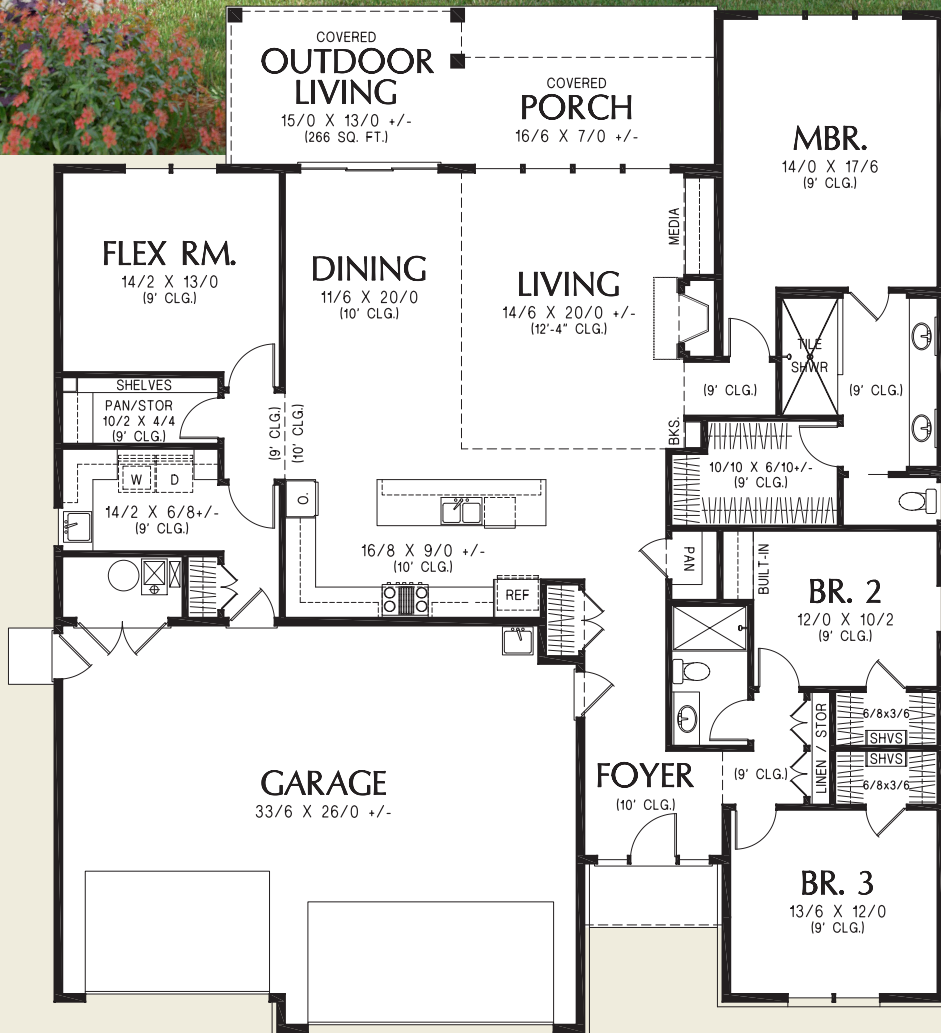 COVERED
OUTDOOR
LIVING
15/0 X 13/0 +/-
(266 SQ. FT.)
COVERED
PORCH
16/6 X 7/0 +/-
MBR.
14/0 X 17/6
(9' CLG.)
FLEX RM.
14/2 X 13/0
(9' CLG.)
DINING
11/6 X 20/0
(10' CLG.)
LIVING
14/6 X 20/0 +/-
(12'-4" CLG.)
MEDIA
TILE
SHWR
(9' CLG.)
(9' CLG.)
SHELVES
PAN/STOR
10/2 X 4/4
(9' CLG.)
(9' CLG.)
(10' CLG.)
BKS.
10/10 X 6/10+/-
(9' CLG.)
W
D
14/2 X 6/8+/-
(9' CLG.)
O.
16/8 X 9/0 +/-
(10' CLG.)
REF
PAN
BUILT-IN
BR. 2
12/0 X 10/2
(9' CLG.)
6/8x3/6
SHVS
SHVS
6/8x3/6
LINEN / STOR
(9' CLG.)
FOYER
(10' CLG.)
GARAGE
33/6 X 26/0 +/-
BR. 3
13/6 X 12/0
(9' CLG.)